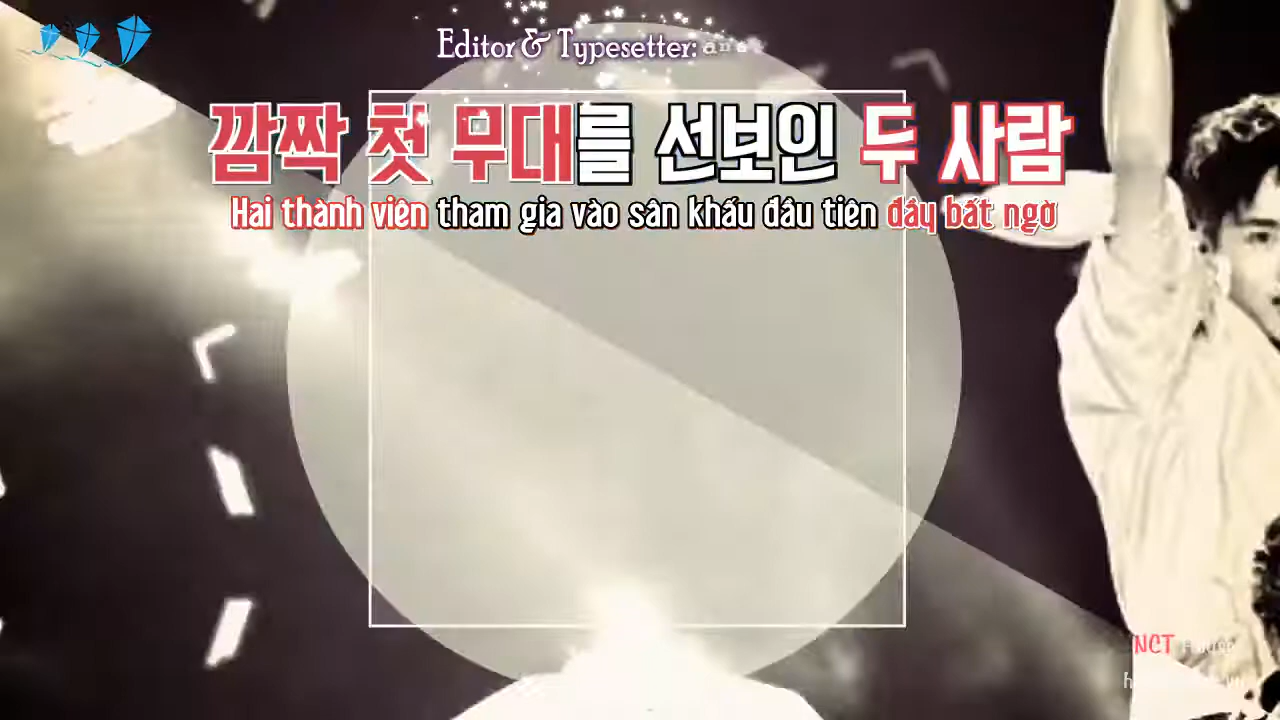 Editor & Typesetter:
깜짝 첫 무대를 선보인 두 사람
Hai thành viên tham gia vào sân khấu đầu tiên đầy bất ngờ
NCT